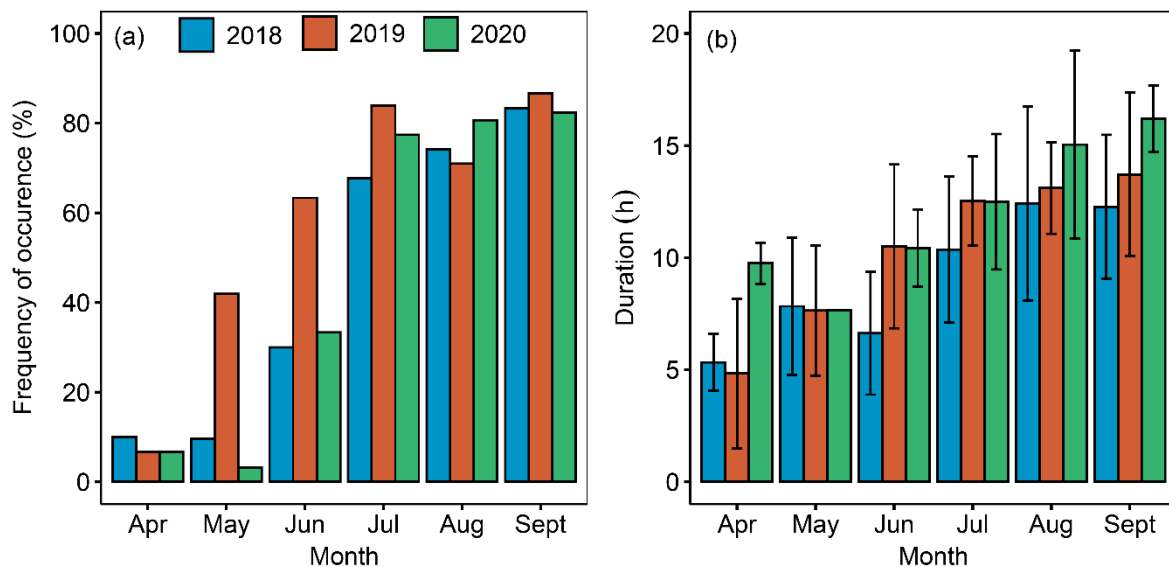 (a) 2018 2019 2020
Frequency of occurence (%)
100
80
60
40
20
0
Apr May Jun Jul Aug Sept
Month
(b)
Duration (h)
20
15
10
5
0
Apr May Jun Jul Aug Sept
Month